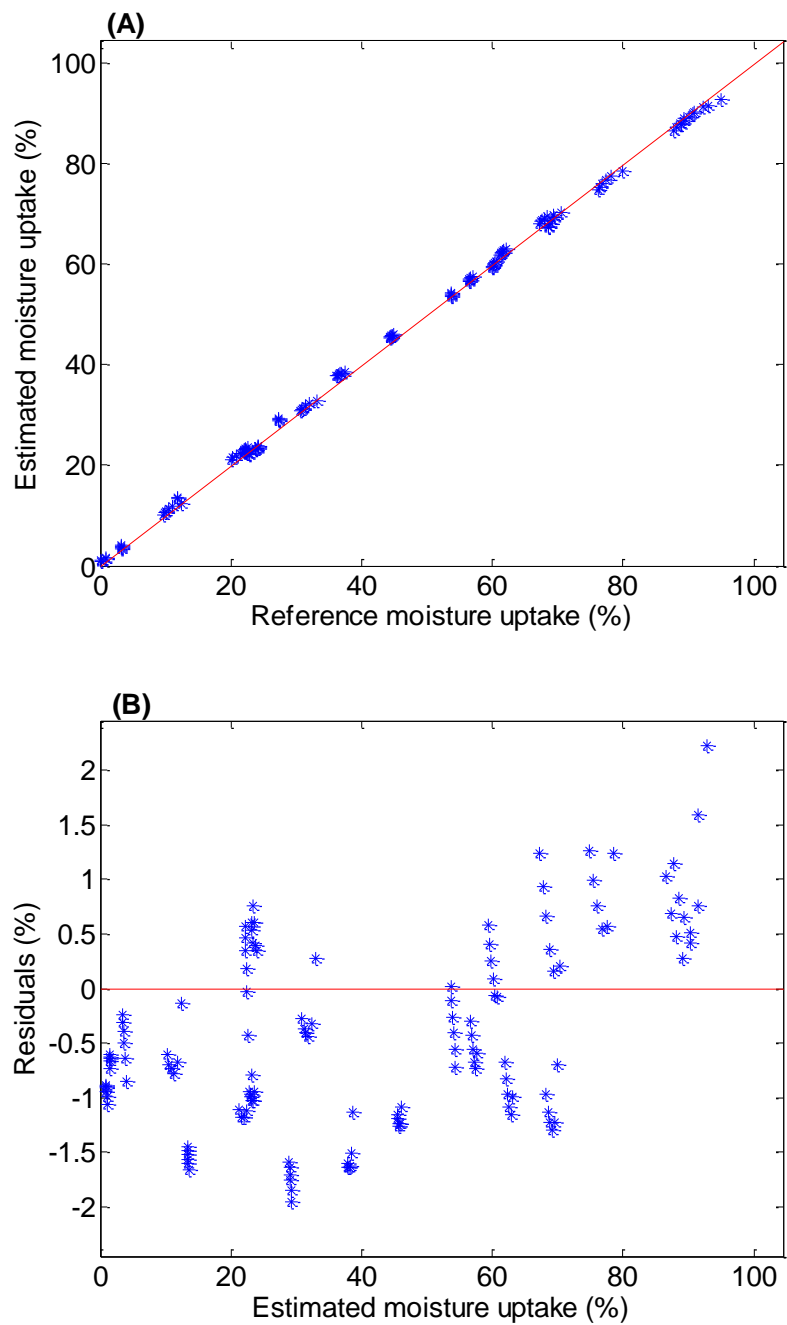 (A)
100
80
60
40
20
0
Estimated moisture uptake (%)
0 20 40 60 80 100
Reference moisture uptake (%)
(B)
2
1.5
1
0.5
0
-0.5
-1
-1.5
-2
Residuals (%)
0 20 40 60 80 100
Estimated moisture uptake (%)